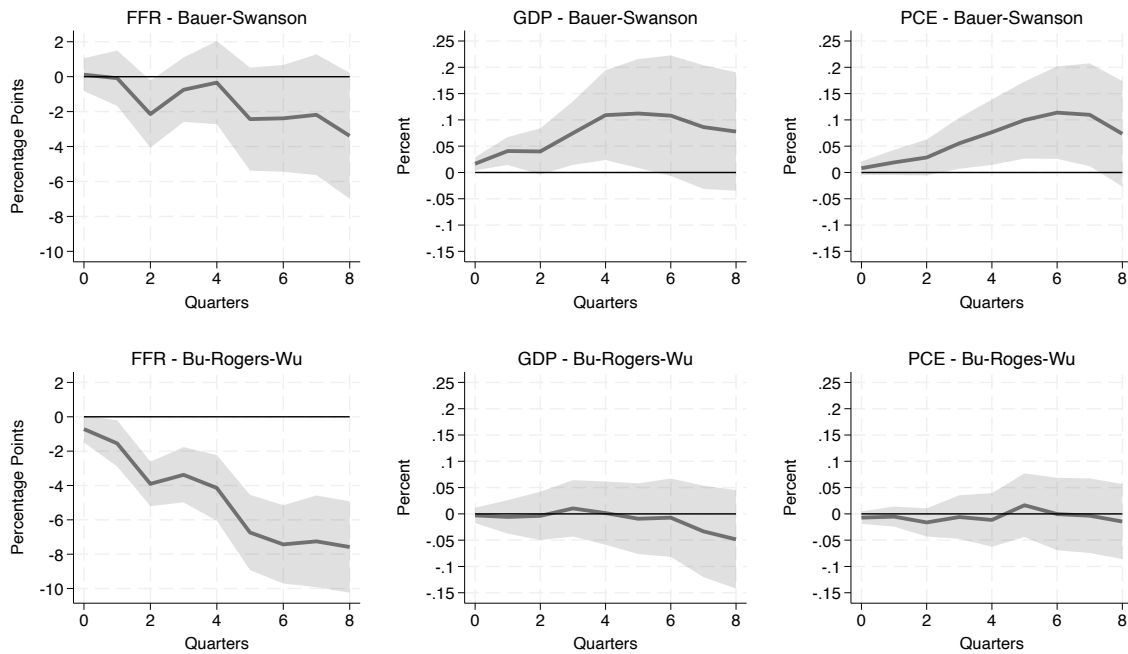 FFR - Bauer-Swanson
GDP - Bauer-Swanson
PCE - Bauer-Swanson
Percentage Points
2
0
-2
-4
-6
-8
-10
0 2 4 6 8
Quarters
Percent
.25
.2
.15
.1
.05
0
-.05
-.1
-.15
0 2 4 6 8
Quarters
Percent
.25
.2
.15
.1
.05
0
-.05
-.1
-.15
0 2 4 6 8
Quarters
FFR - Bu-Rogers-Wu
GDP - Bu-Rogers-Wu
PCE - Bu-Roges-Wu
Percentage Points
2
0
-2
-4
-6
-8
-10
0 2 4 6 8
Quarters
Percent
.25
.2
.15
.1
.05
0
-.05
-.1
-.15
0 2 4 6 8
Quarters
Percent
.25
.2
.15
.1
.05
0
-.05
-.1
-.15
0 2 4 6 8
Quarters